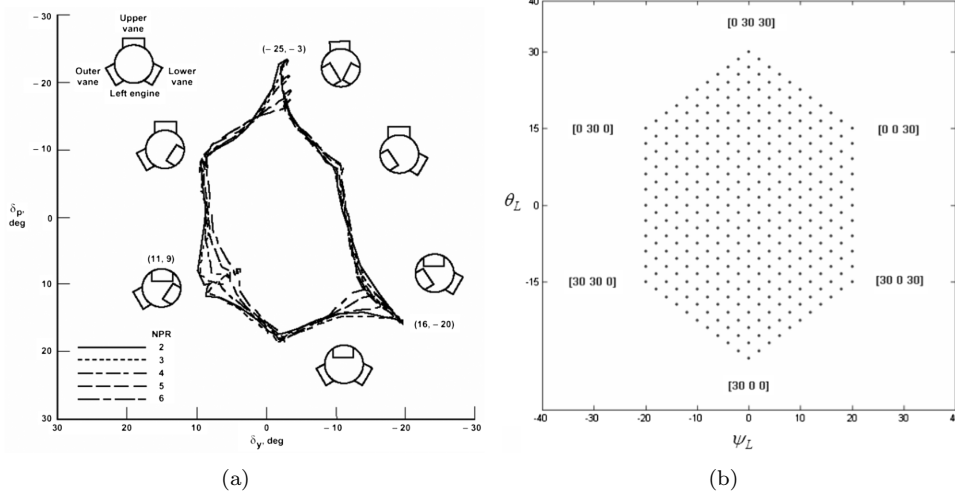 − 30
Upper
vane
Outer
vane
Lower
vane
Left engine
(− 25, − 3)
− 20
− 10
δp,
deg
0
(11, 9)
10
(16, − 20)
NPR
2
3
4
5
6
20
30
30
20
10
0
− 10
− 20
− 30
δy, deg
(a)
40
[0 30 30]
30
[0 30 0]
15
[0 0 30]
θL
0
[30 30 0]
-15
[30 0 30]
[30 0 0]
-40
-30
-20
-10
0
10
20
30
40
ψL
(b)